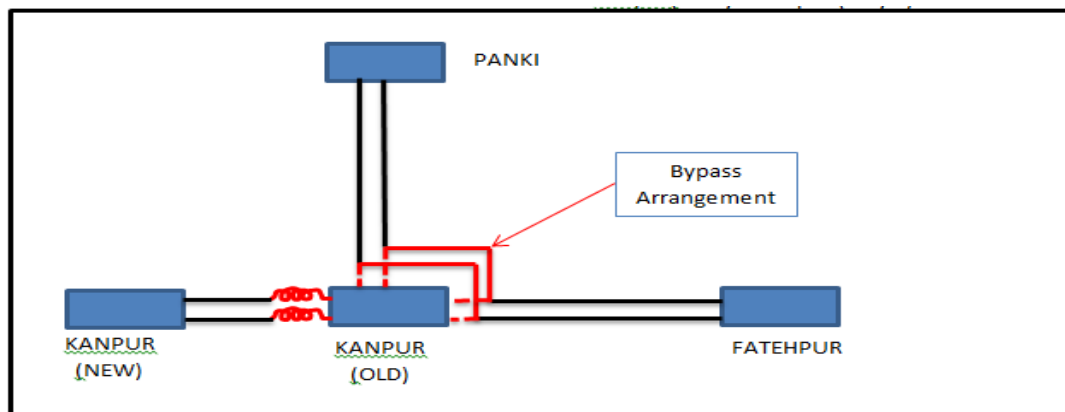 PANKI
Bypass
Arrangement
KANPUR
(NEW)
KANPUR
(OLD)
FATEHPUR